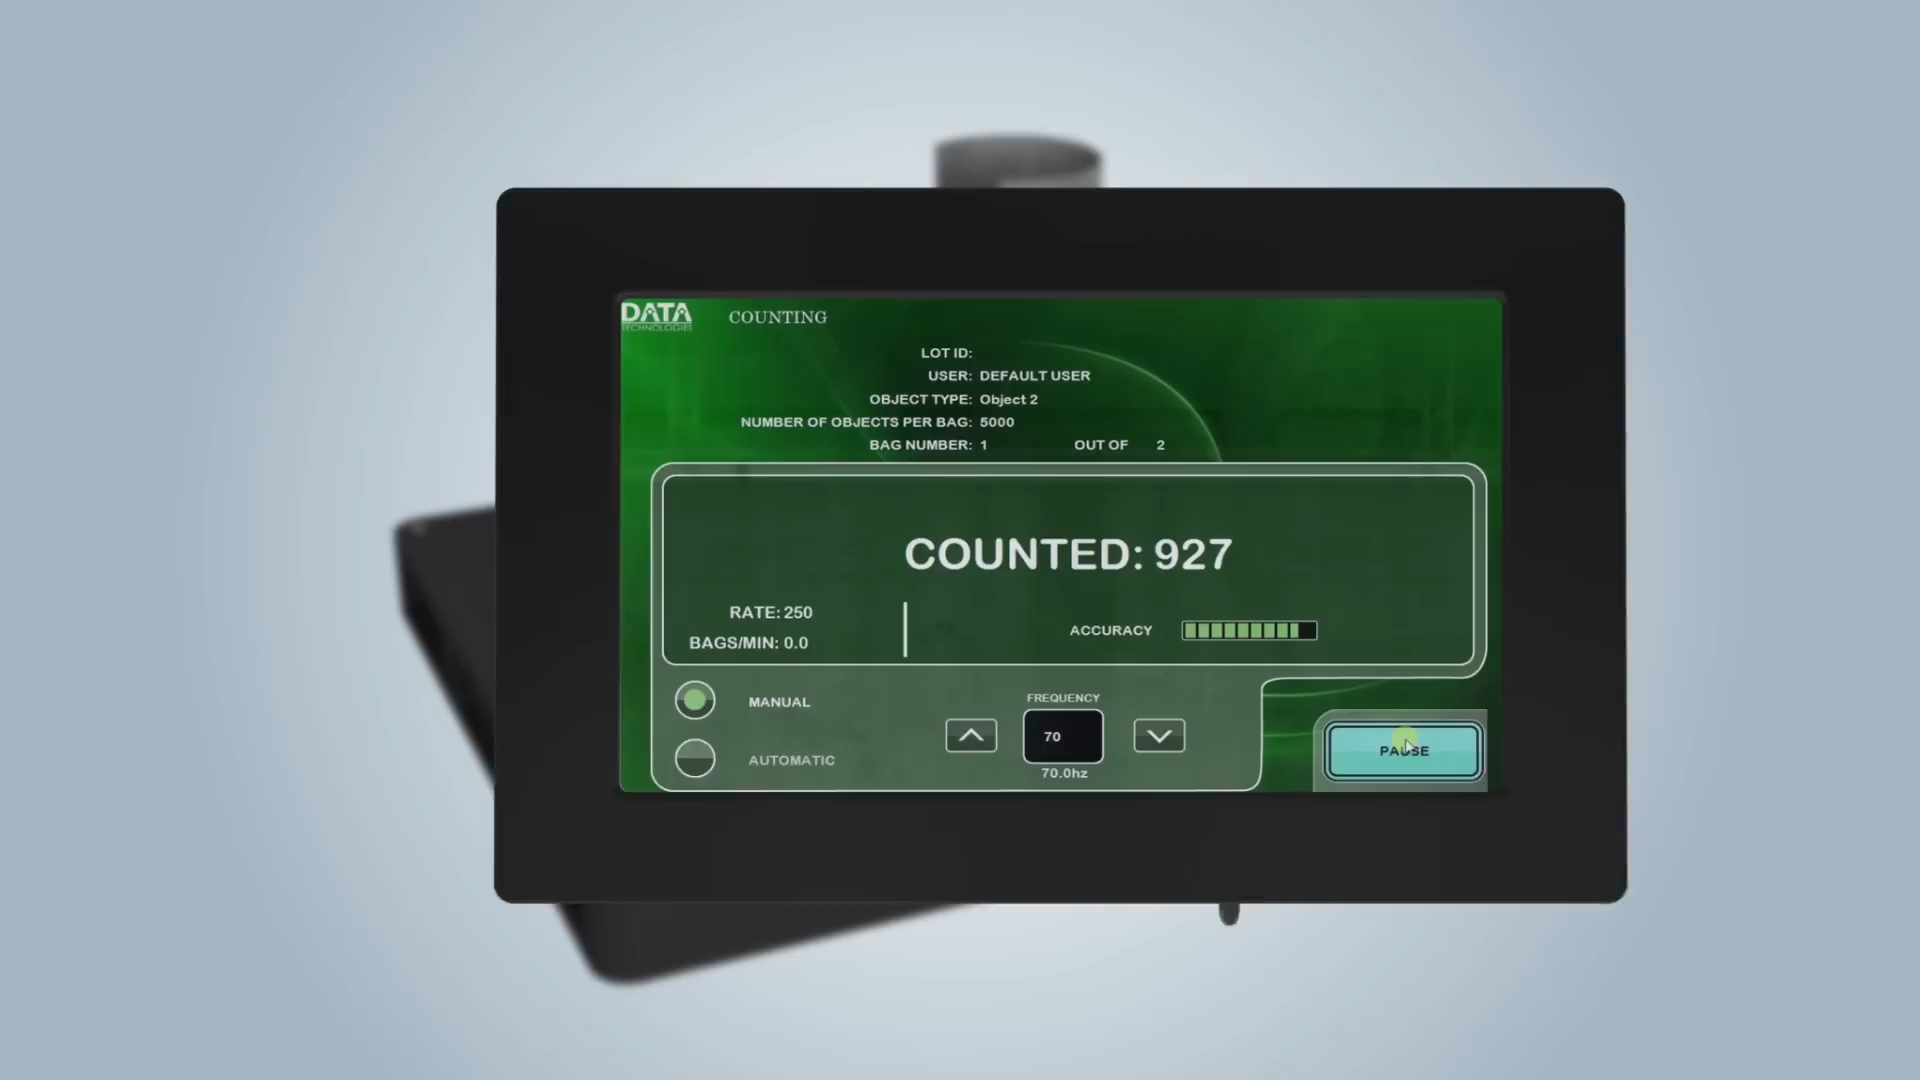 DATA
TECHNOLOGIES
COUNTING
LOT ID:
USER: DEFAULT USER
OBJECT TYPE: Object 2
NUMBER OF OBJECTS PER BAG: 5000
BAG NUMBER: 1 OUT OF 2
COUNTED: 927
RATE: 250
BAGS/MIN: 0.0
ACCURACY
MANUAL
AUTOMATIC
FREQUENCY
70
70.0hz
PAUSE